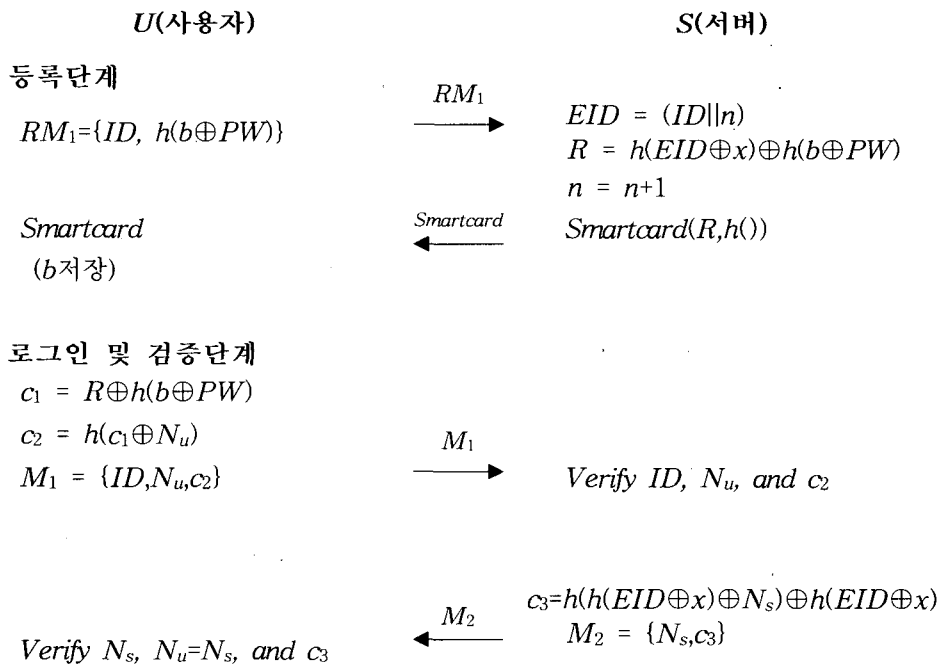 U(사용자) S(서버)
등록단계
RM₁={ID, h(b⊕PW)} RM₁ EID = (ID||n)
R = h(EID⊕x)⊕h(b⊕PW)
n = n+1
Smartcard Smartcard Smartcard(R,h())
(b저장)
로그인 및 검증단계
c₁ = R⊕h(b⊕PW)
c₂ = h(c₁⊕Nᵤ)
M₁ = {ID,Nᵤ,c₂} M₁ Verify ID, Nᵤ, and c₂
c₃=h(h(EID⊕x)⊕Nₛ)⊕h(EID⊕x)
M₂ M₂ = {Nₛ,c₃}
Verify Nₛ, Nᵤ=Nₛ, and c₃